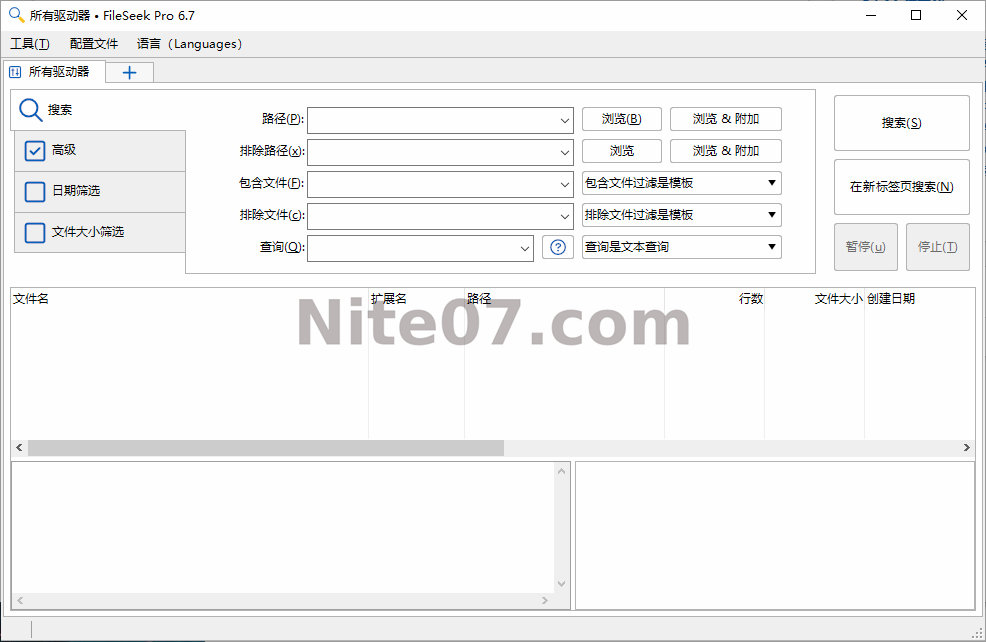 所有驱动器 • FileSeek Pro 6.7
工具(T) 配置文件 语言（Languages）
所有驱动器
搜索
高级
日期筛选
文件大小筛选
路径(P): 浏览(B) 浏览 & 附加
排除路径(x): 浏览 浏览 & 附加
包含文件(F): 包含文件过滤是模板
排除文件(c): 排除文件过滤是模板
查询(Q): 查询是文本查询
搜索(S)
在新标签页搜索(N)
暂停(u) 停止(T)
文件名 扩展名 路径 行数 文件大小 创建日期
Nite07.com